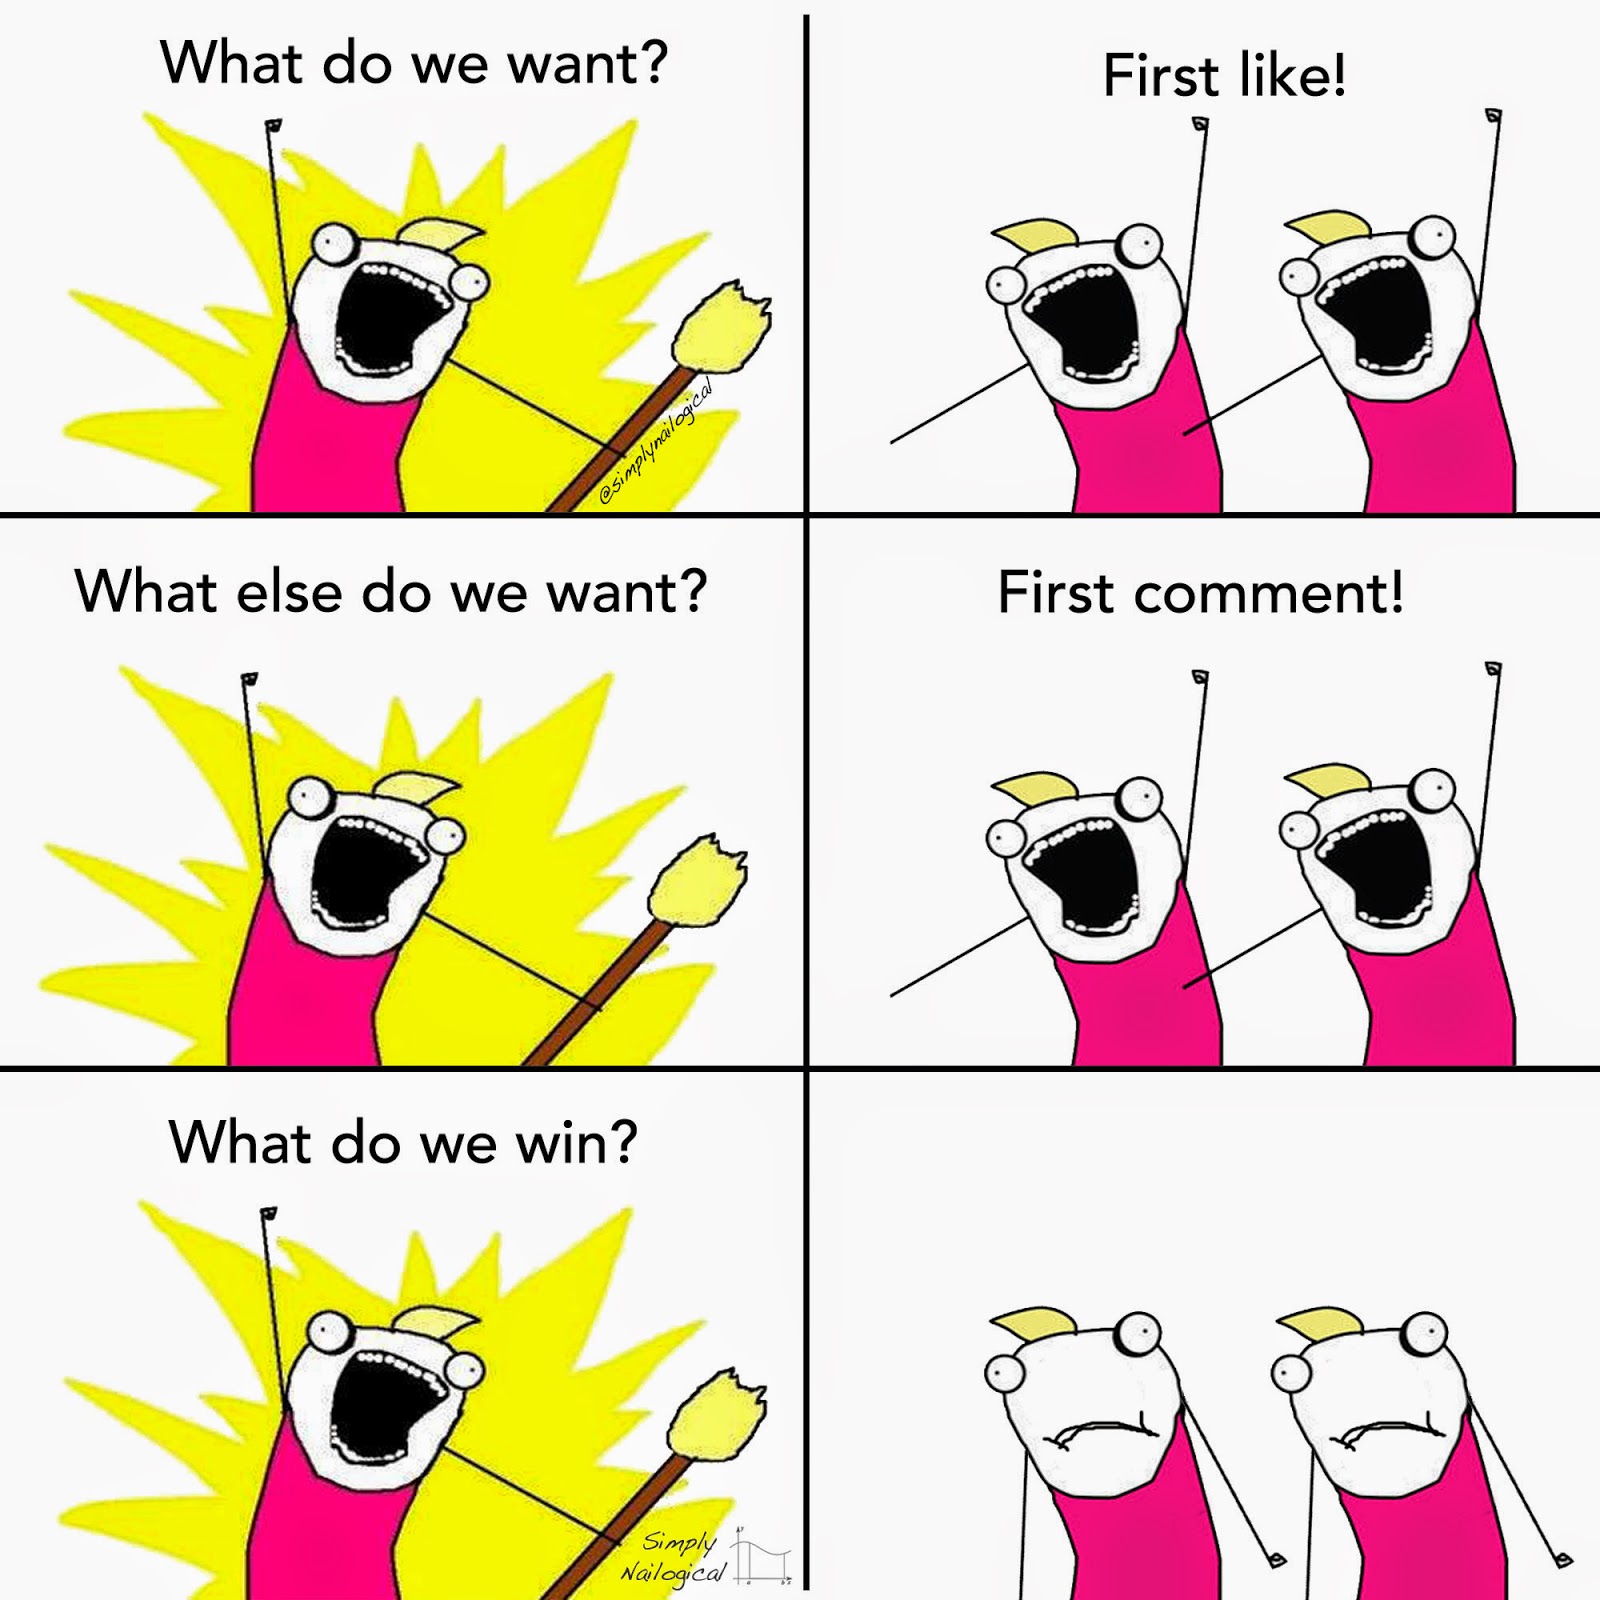 What do we want?
First like!
@simplynailogical
What else do we want?
First comment!
What do we win?
Simply
Nailogical